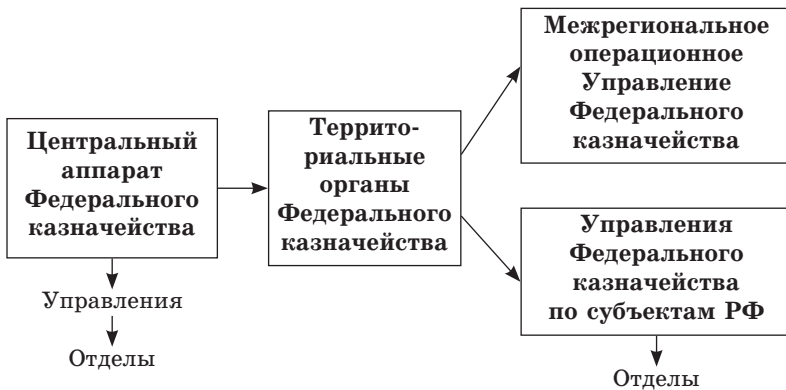 Центральный
аппарат
Федерального
казначейства
Управления
Отделы
Террито-
риальные
органы
Федерального
казначейства
Межрегиональное
операционное
Управление
Федерального
казначейства
Управления
Федерального
казначейства
по субъектам РФ
Отделы